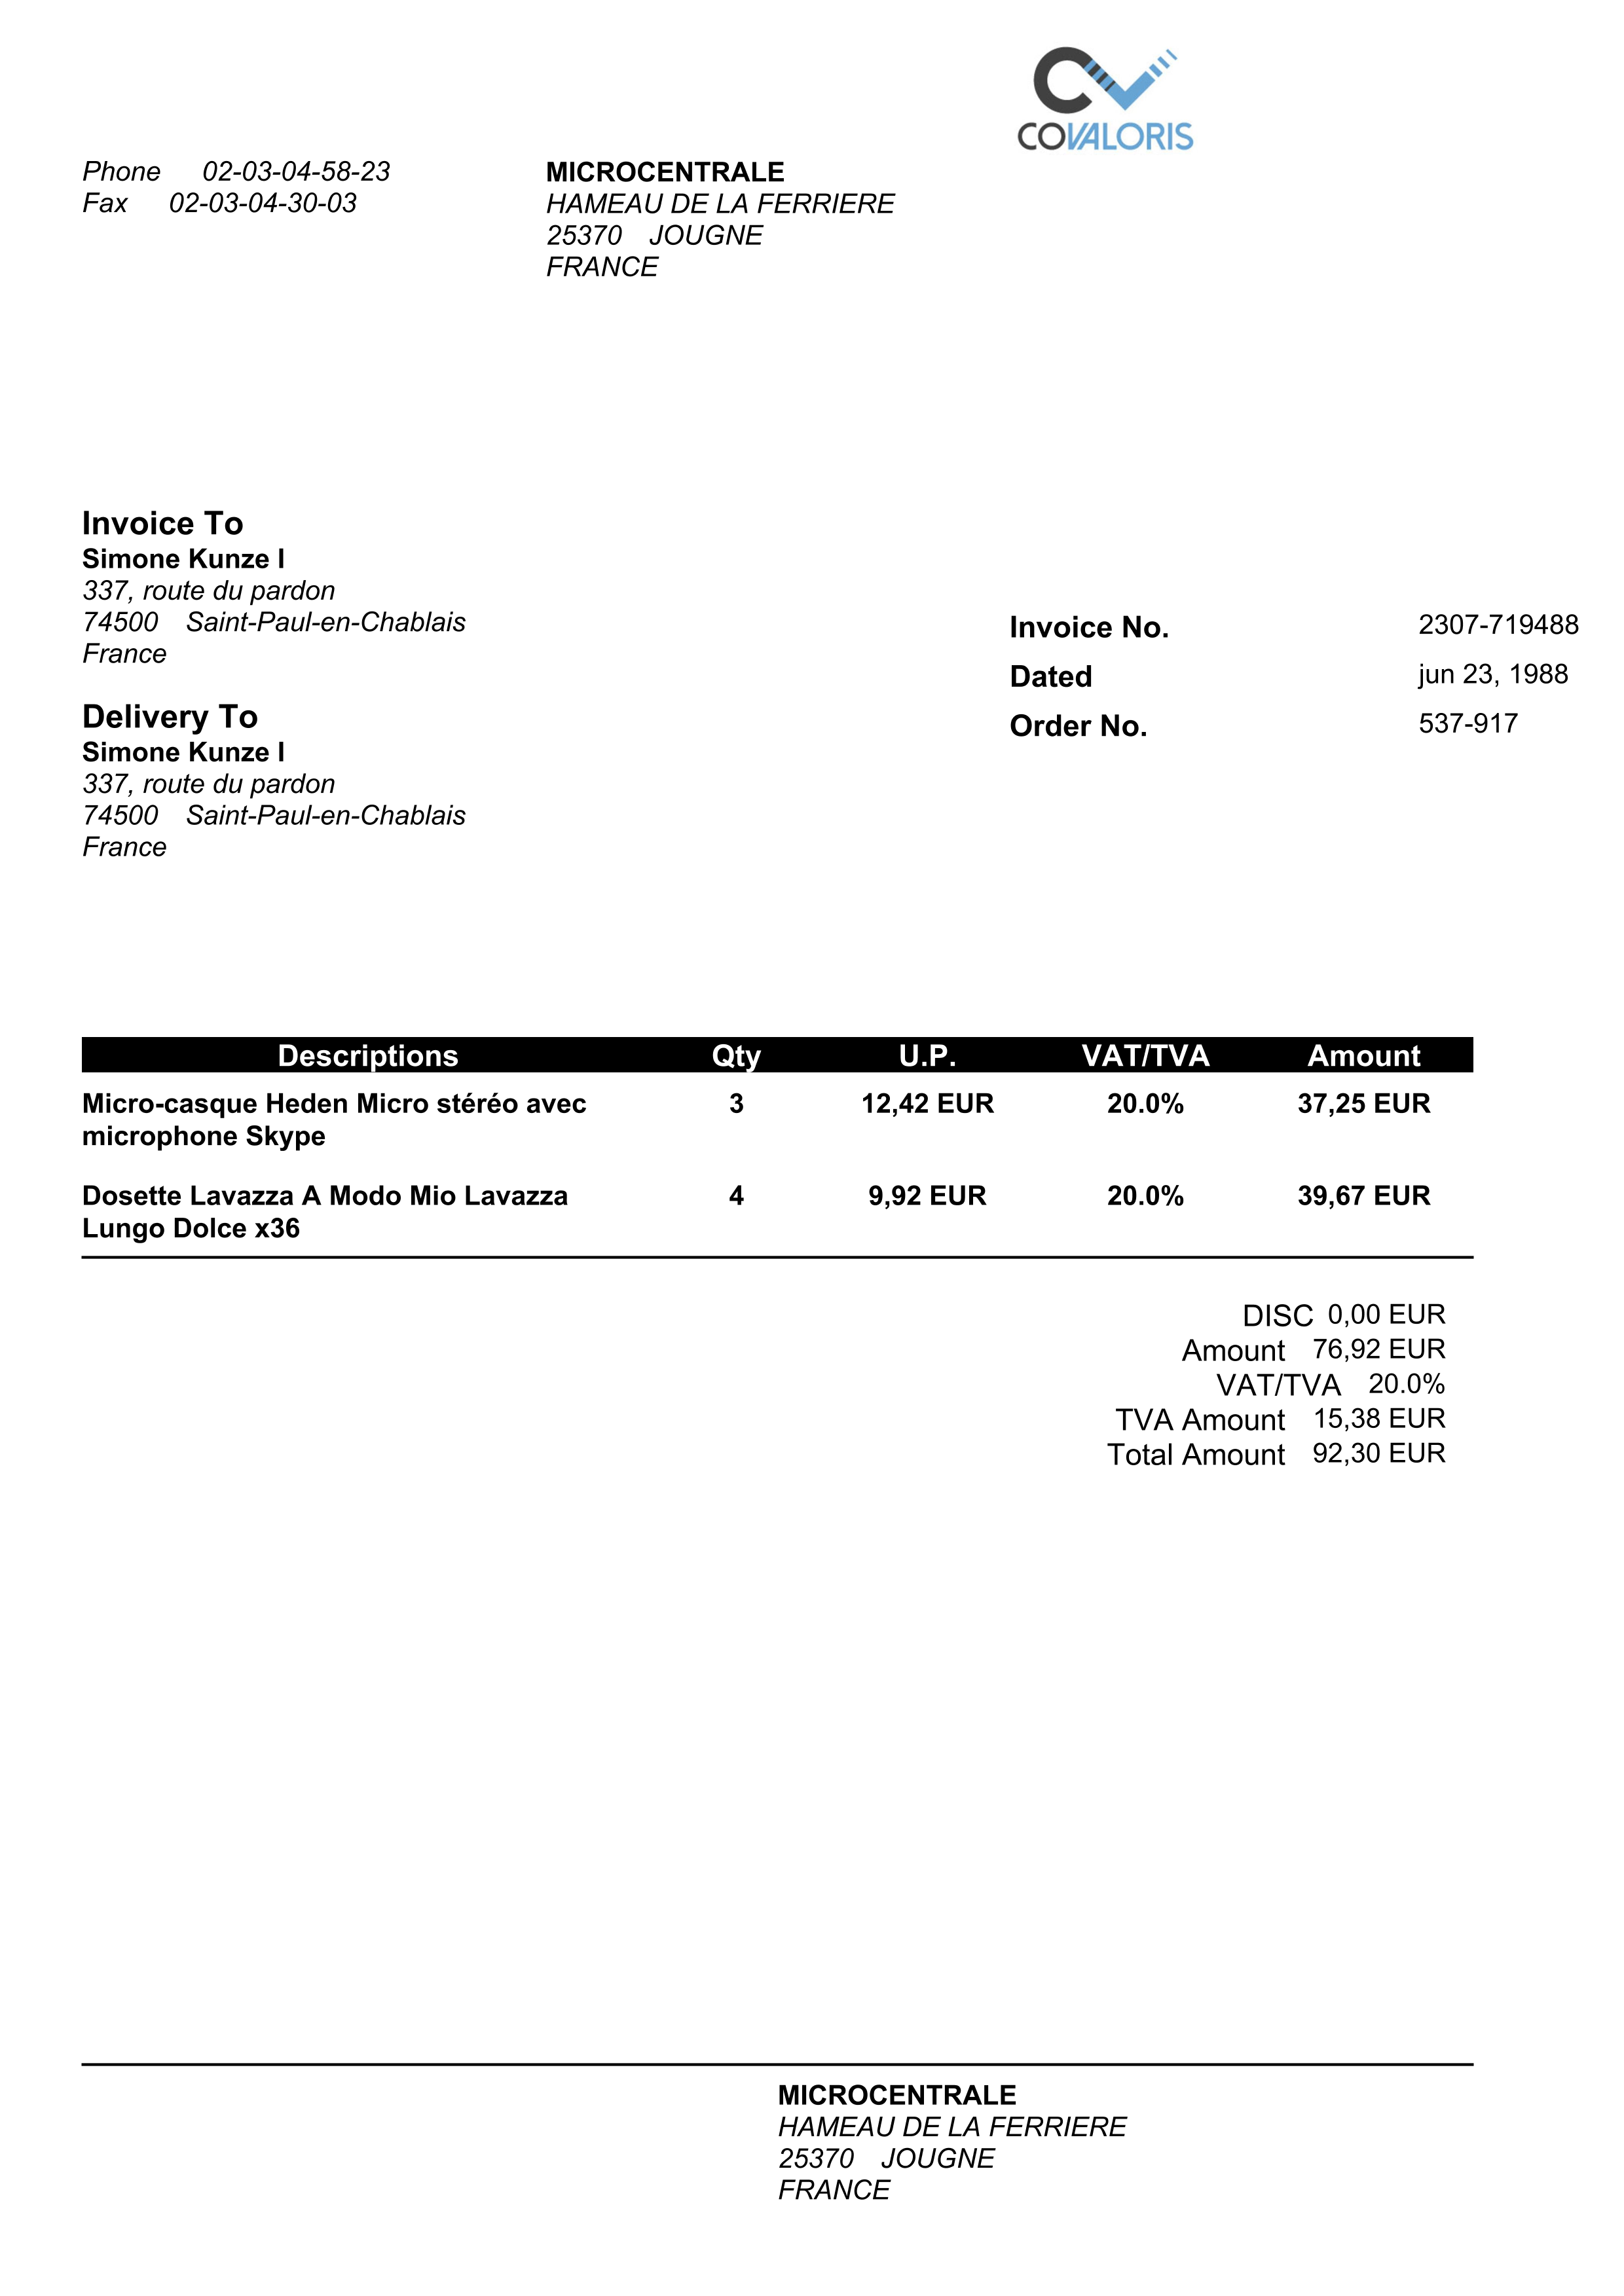 COVALORIS
Phone 02-03-04-58-23
Fax 02-03-04-30-03
MICROCENTRALE
HAMEAU DE LA FERRIERE
25370 JOUGNE
FRANCE
Invoice To
Simone Kunze I
337, route du pardon
74500 Saint-Paul-en-Chablais
France
Delivery To
Simone Kunze I
337, route du pardon
74500 Saint-Paul-en-Chablais
France
Invoice No. 2307-719488
Dated jun 23, 1988
Order No. 537-917
Descriptions Qty U.P. VAT/TVA Amount
Micro-casque Heden Micro stéréo avec 3 12,42 EUR 20.0% 37,25 EUR
microphone Skype
Dosette Lavazza A Modo Mio Lavazza 4 9,92 EUR 20.0% 39,67 EUR
Lungo Dolce x36
DISC 0,00 EUR
Amount 76,92 EUR
VAT/TVA 20.0%
TVA Amount 15,38 EUR
Total Amount 92,30 EUR
MICROCENTRALE
HAMEAU DE LA FERRIERE
25370 JOUGNE
FRANCE